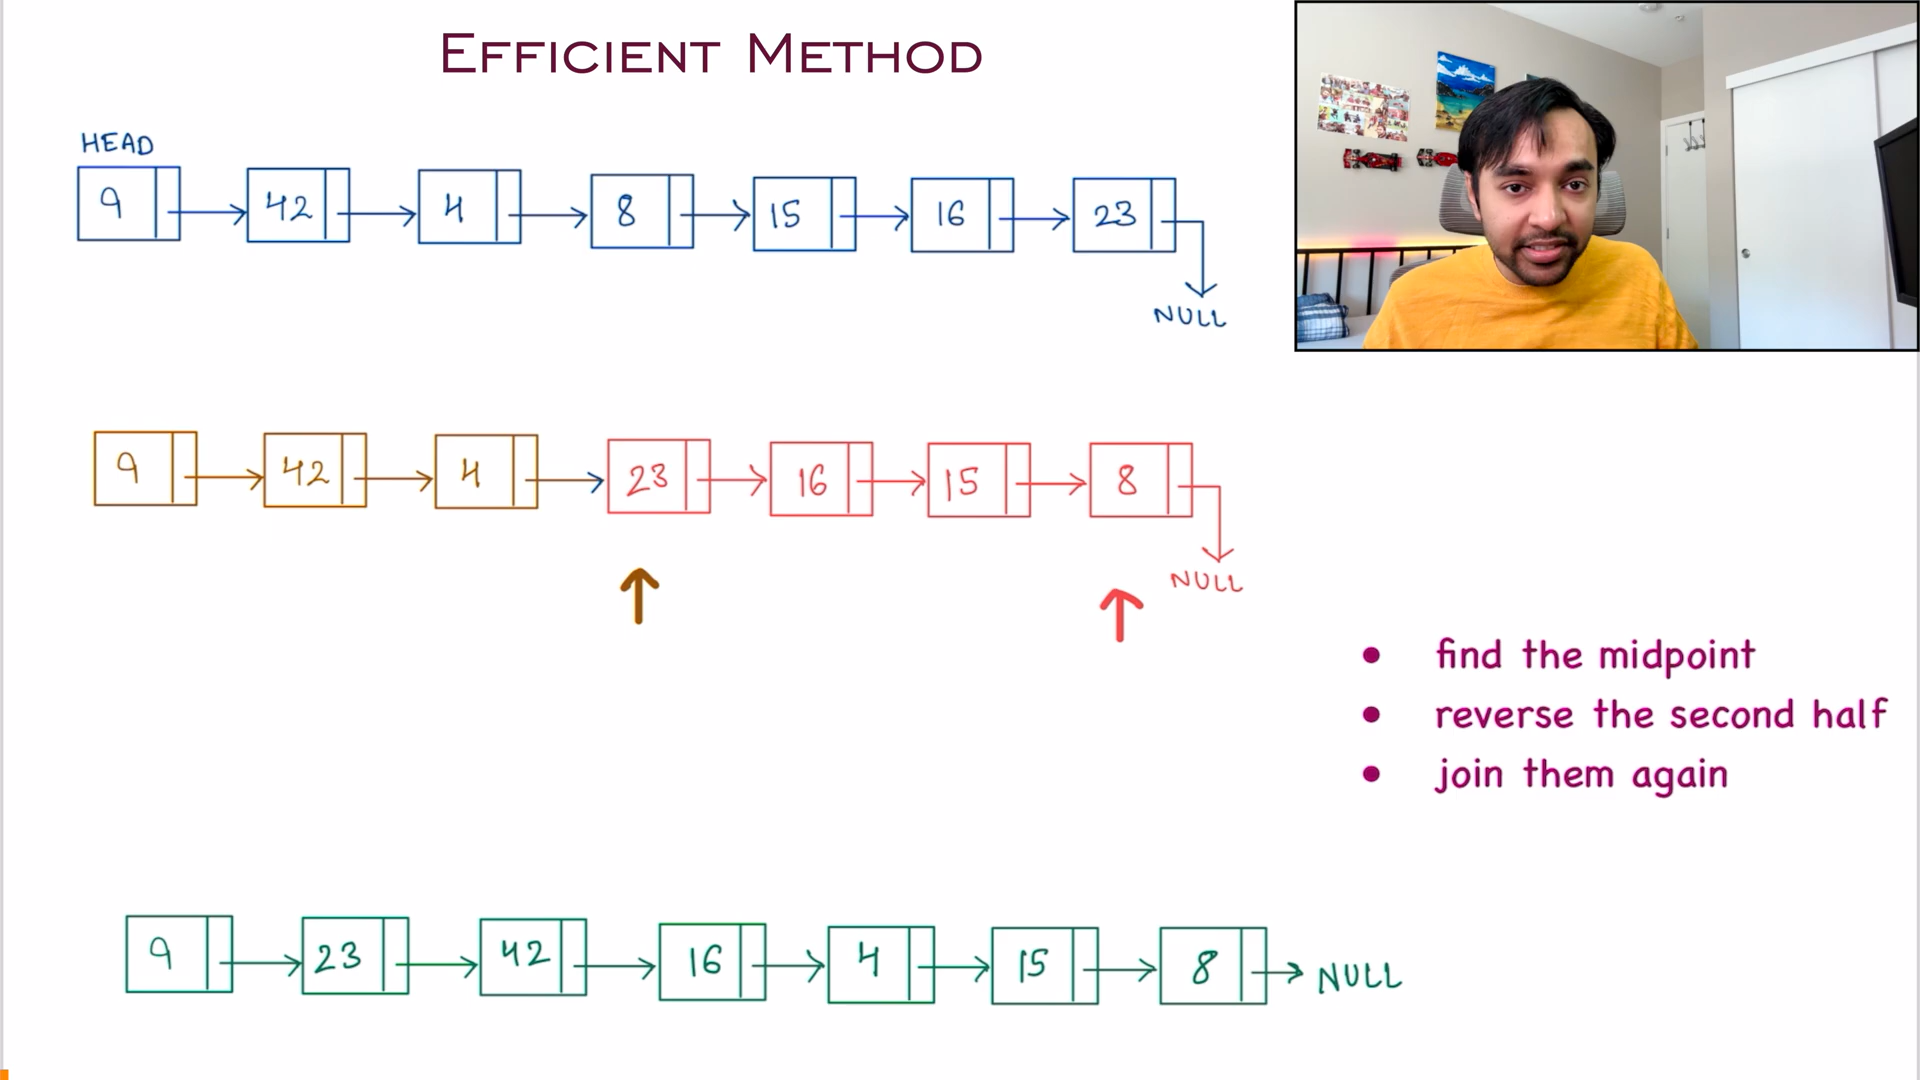 EFFICIENT METHOD
HEAD
9 42 4 8 15 16 23
NULL
9 42 4 23 16 15 8
NULL
• find the midpoint
• reverse the second half
• join them again
9 23 42 16 4 15 8 NULL